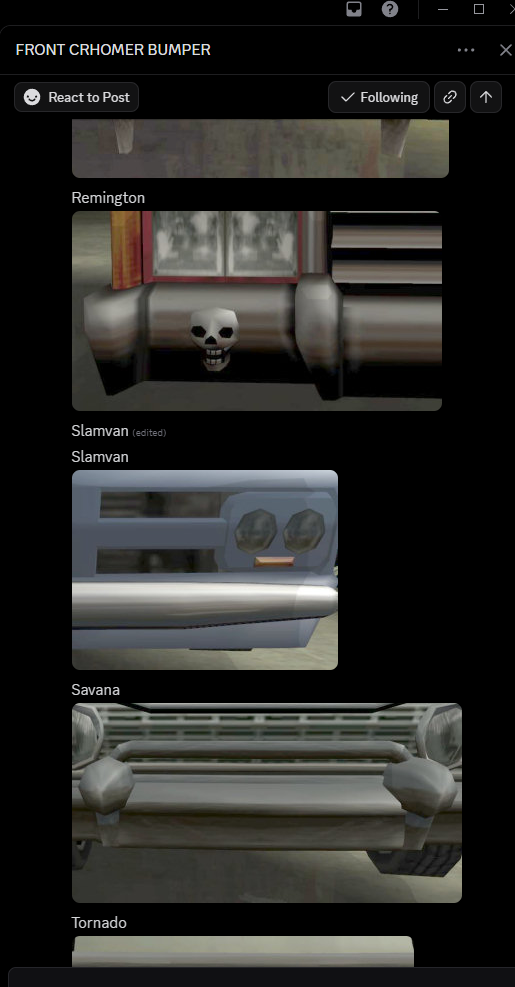 FRONT CRHOMER BUMPER
React to Post
Following
Remington
Slamvan (edited)
Slamvan
Savana
Tornado